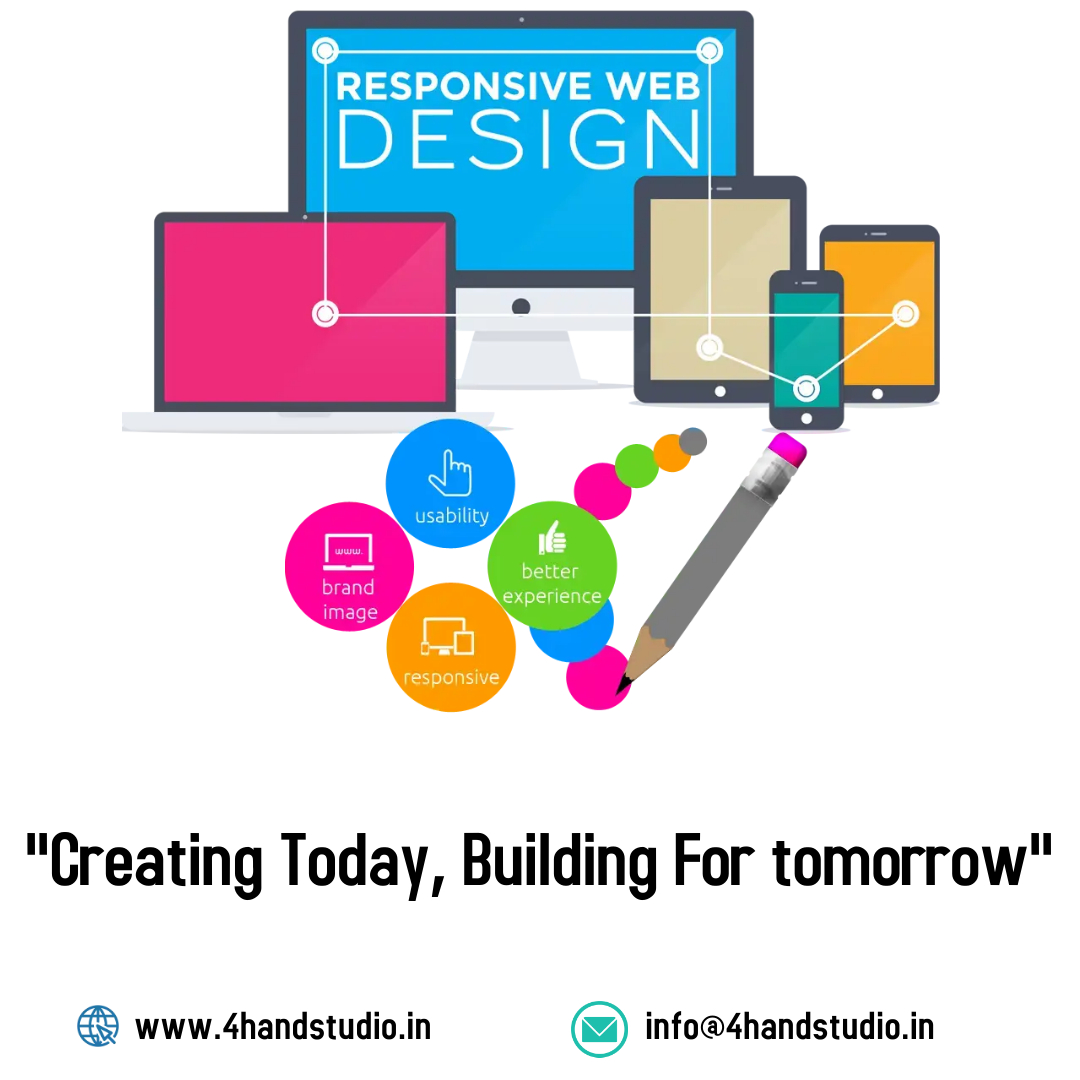 RESPONSIVE WEB
DESIGN
usability
www.
brand
image
better
experience
responsive
"Creating Today, Building For tomorrow"
www.4handstudio.in
info@4handstudio.in